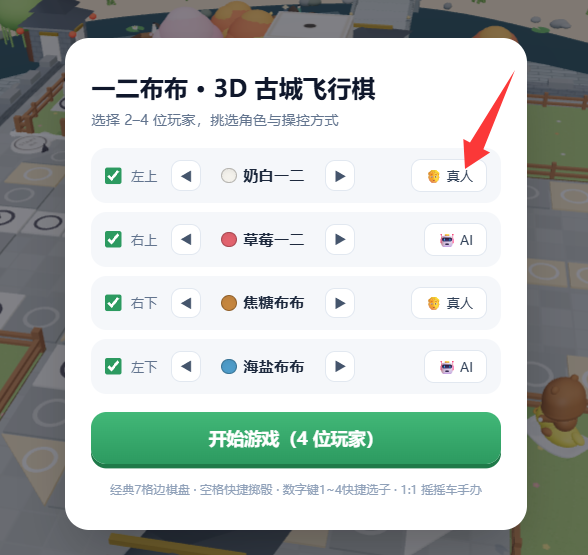 一二布布 · 3D 古城飞行棋
选择 2–4 位玩家，挑选角色与操控方式
左上 ◀ 奶白一二 ▶ 真人
右上 ◀ 草莓一二 ▶ AI
右下 ◀ 焦糖布布 ▶ 真人
左下 ◀ 海盐布布 ▶ AI
开始游戏（4 位玩家）
经典7格边棋盘 · 空格快捷掷骰 · 数字键1~4快捷选子 · 1:1 摇摇车手办